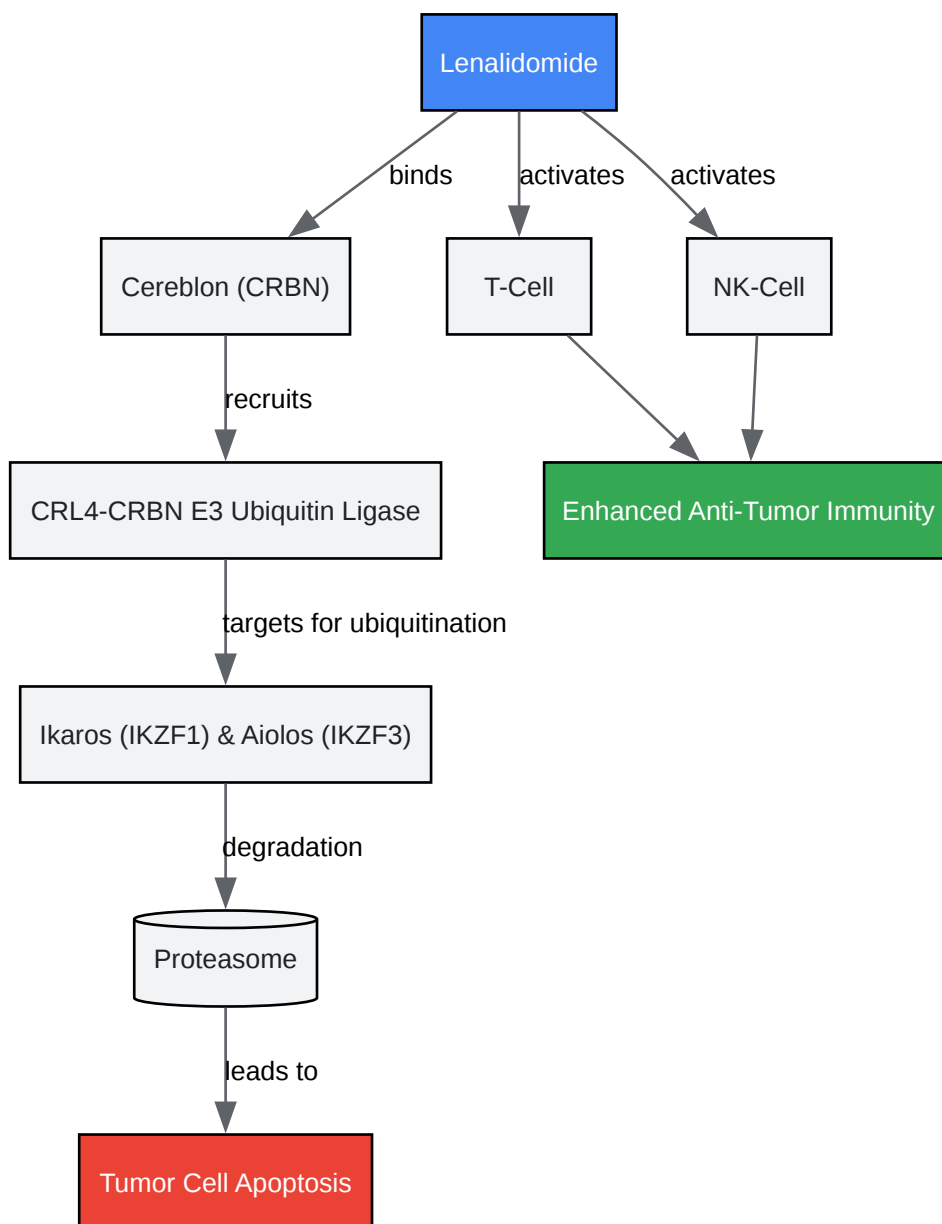 Lenalidomide
binds
activates
activates
Cereblon (CRBN)
T-Cell
NK-Cell
recruits
CRL4-CRBN E3 Ubiquitin Ligase
Enhanced Anti-Tumor Immunity
targets for ubiquitination
Ikaros (IKZF1) & Aiolos (IKZF3)
degradation
Proteasome
leads to
Tumor Cell Apoptosis